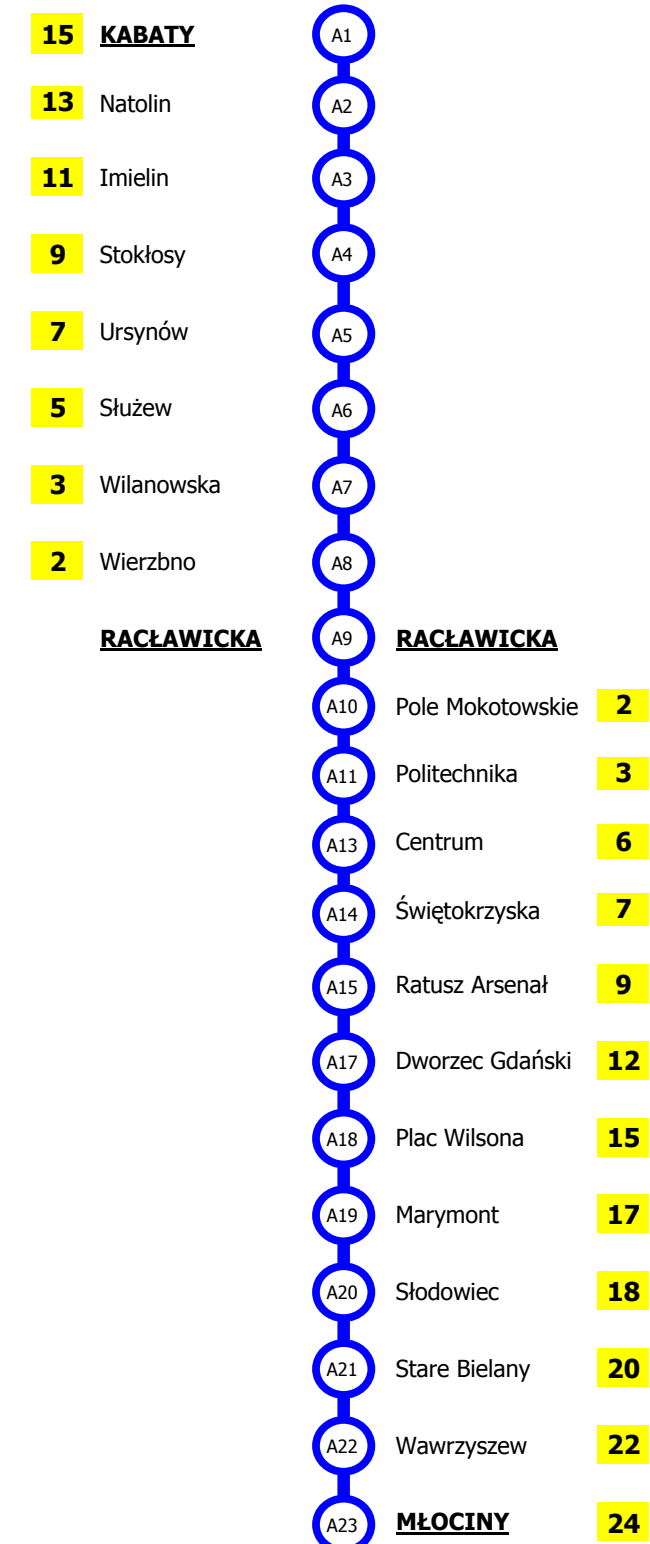 15 KABATY A1
13 Natolin A2
11 Imielin A3
9 Stokłosy A4
7 Ursynów A5
5 Służew A6
3 Wilanowska A7
2 Wierzbno A8
RACŁAWICKA A9 RACŁAWICKA
A10 Pole Mokotowskie 2
A11 Politechnika 3
A13 Centrum 6
A14 Świętokrzyska 7
A15 Ratusz Arsenał 9
A17 Dworzec Gdański 12
A18 Plac Wilsona 15
A19 Marymont 17
A20 Słodowiec 18
A21 Stare Bielany 20
A22 Wawrzyszew 22
A23 MŁOCINY 24